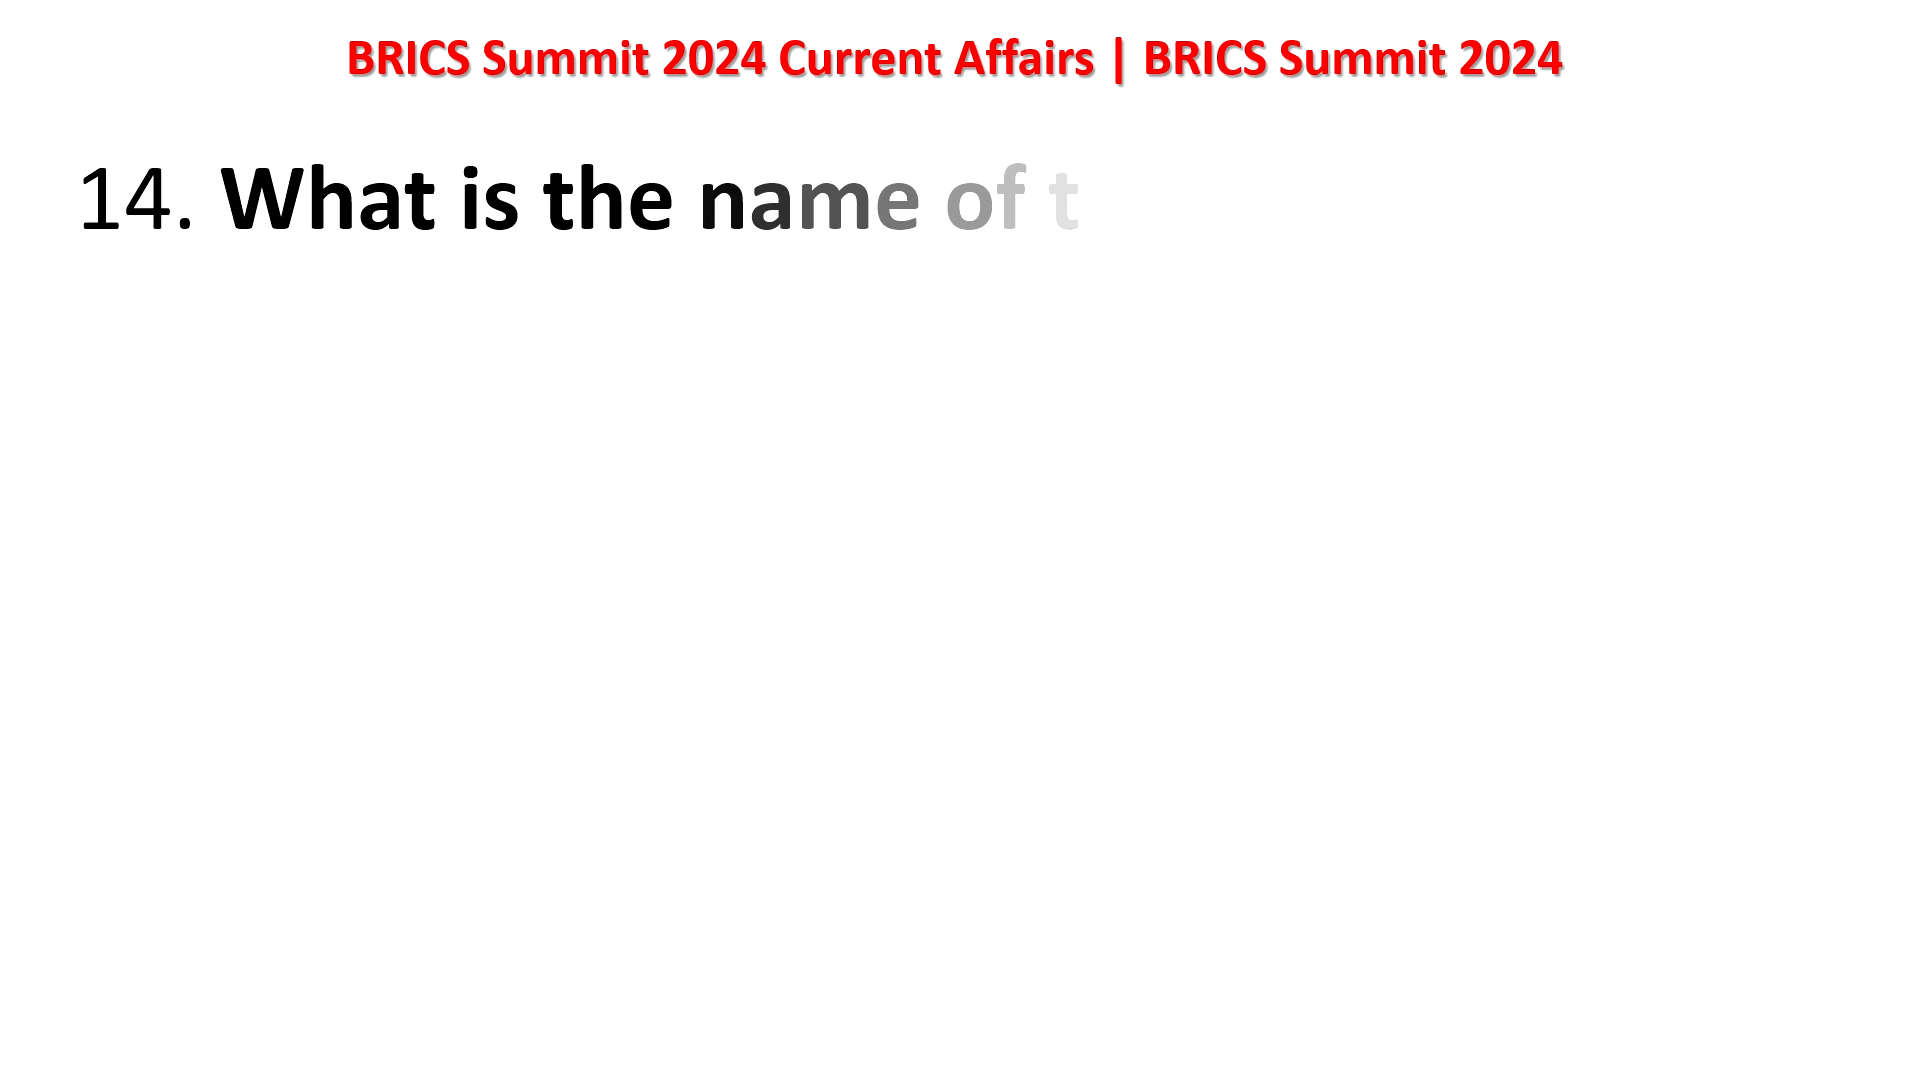 BRICS Summit 2024 Current Affairs | BRICS Summit 2024
14. What is the name of t